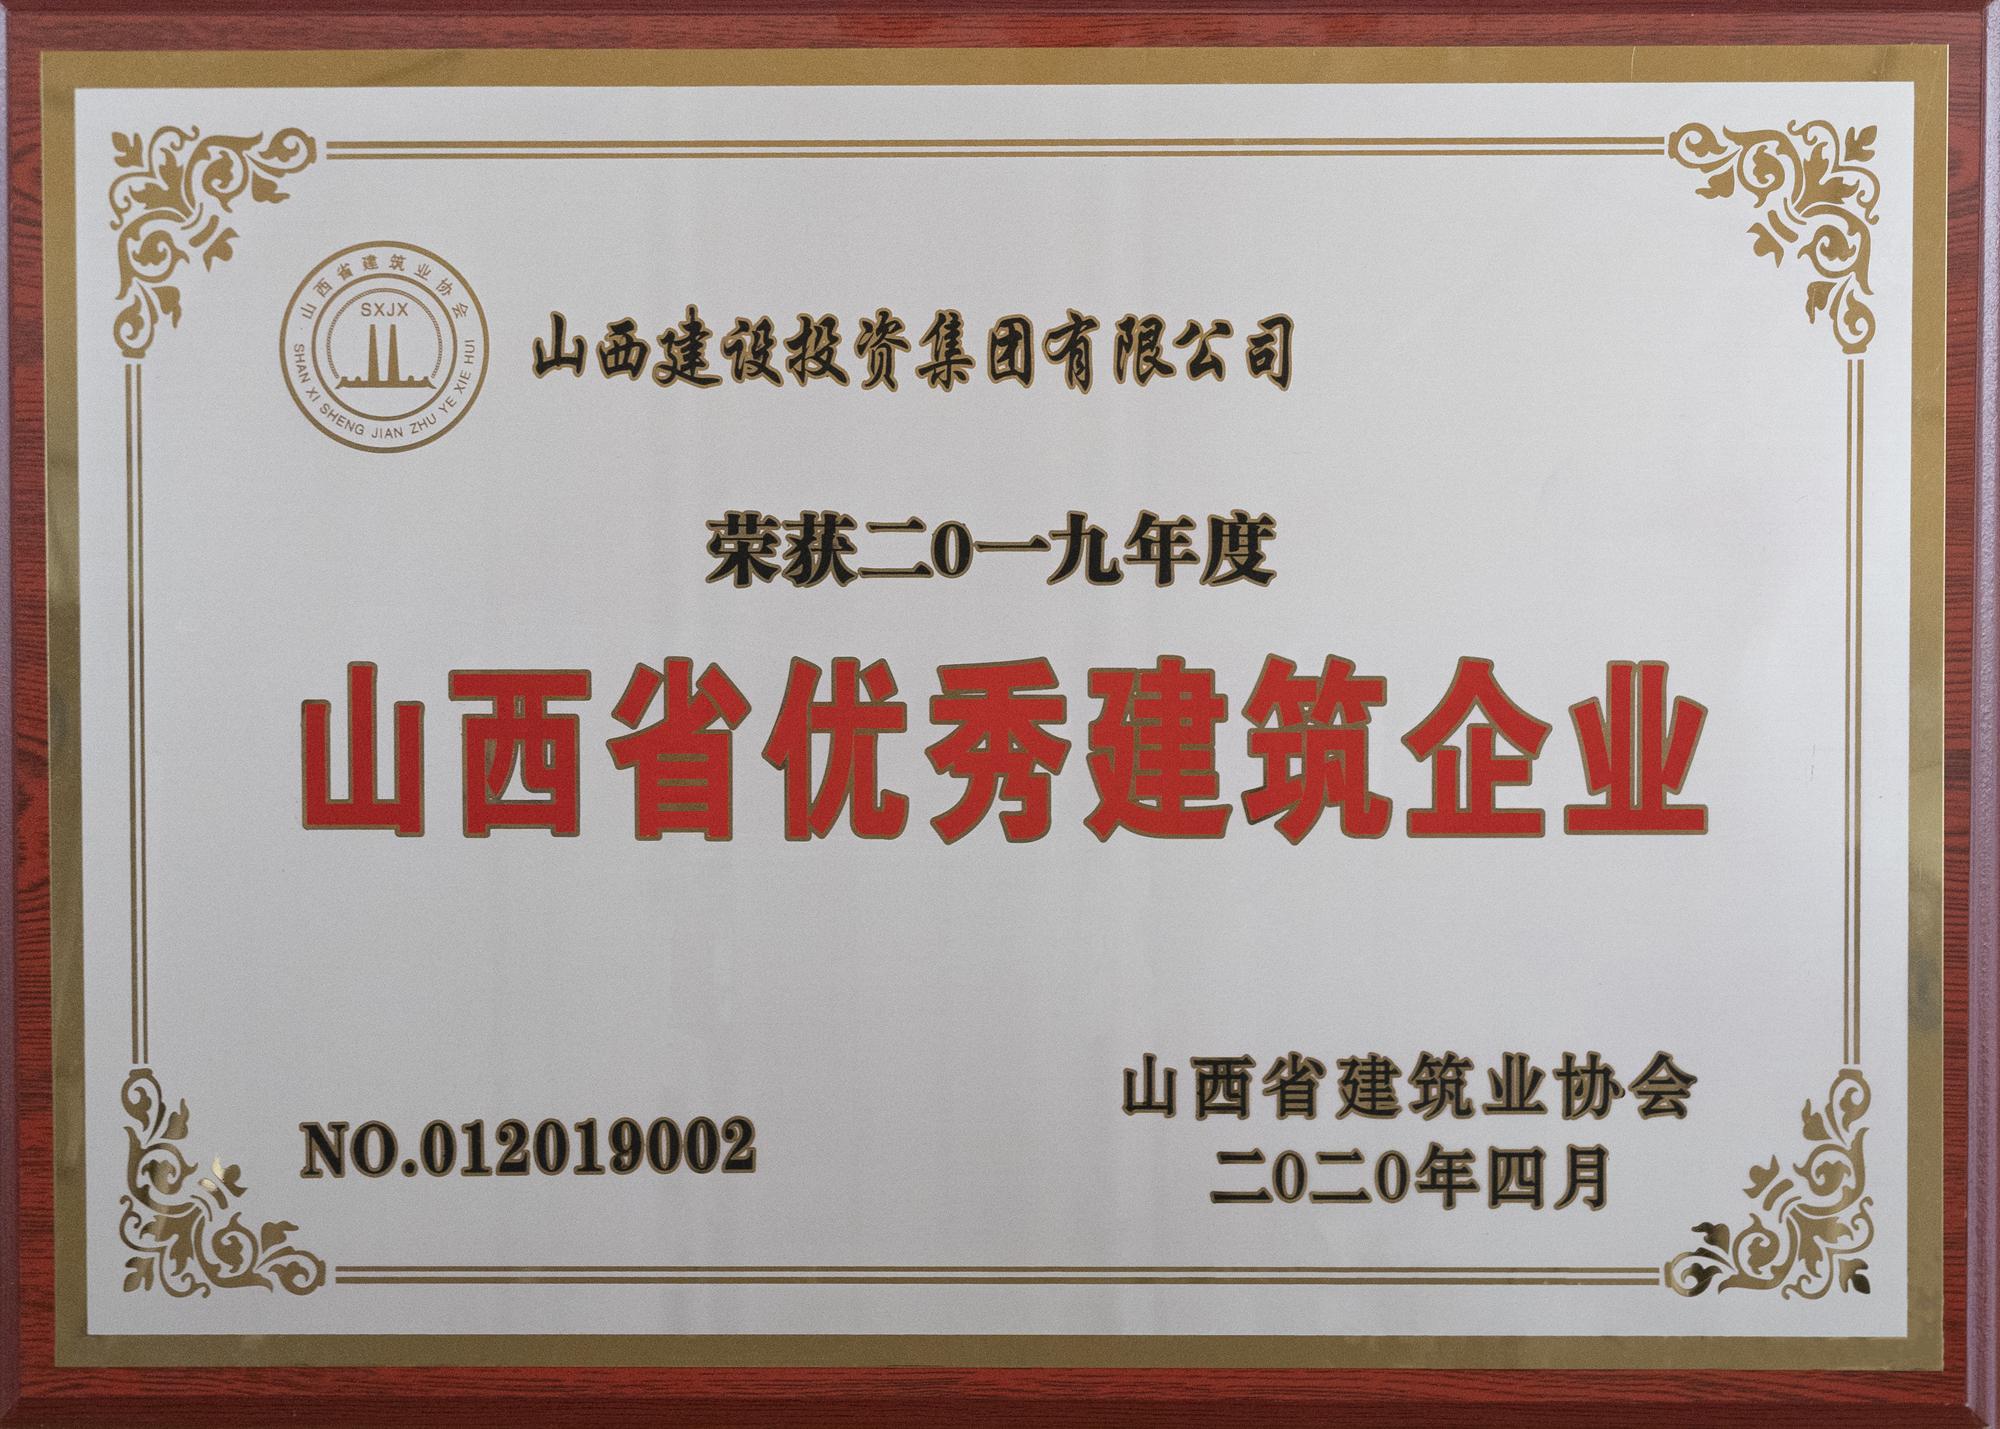 山西省建筑业协会
SXJX
SHAN XI SHENG JIAN ZHU YE XIE HUI
山西建设投资集团有限公司
荣获二0一九年度
山西省优秀建筑企业
NO.012019002
山西省建筑业协会
二0二0年四月